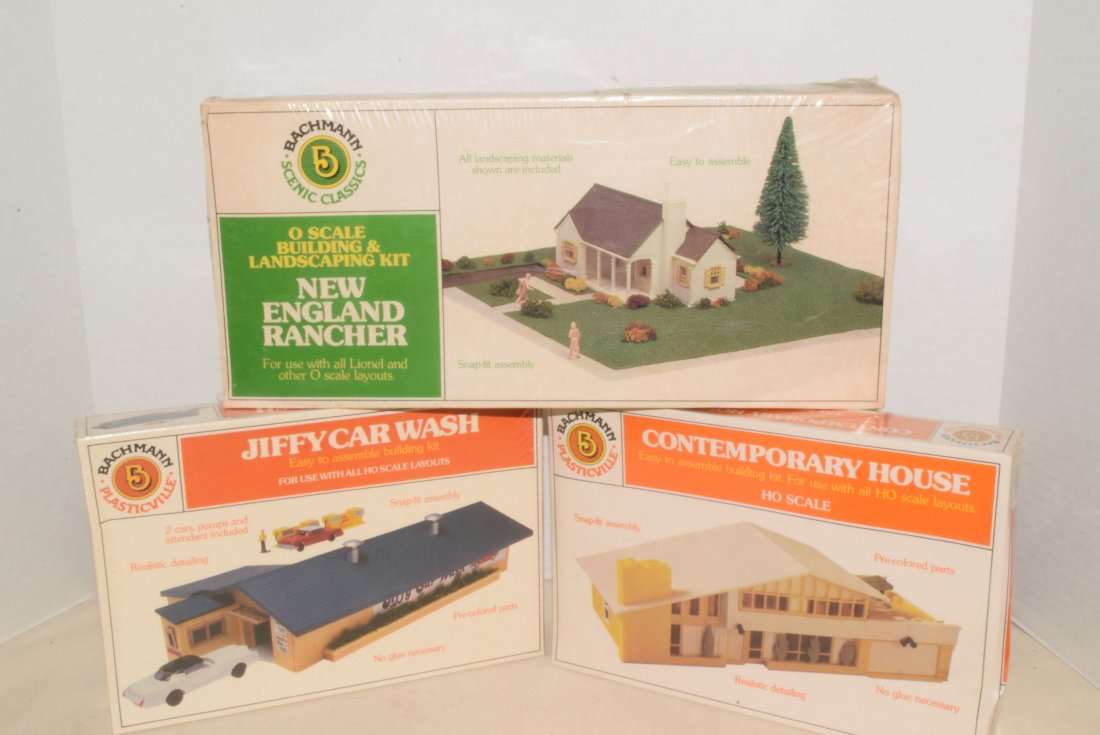 BACHMANN
B
SCENIC CLASSICS
O SCALE
BUILDING &
LANDSCAPING KIT
NEW
ENGLAND
RANCHER
For use with all Lionel and
other O scale layouts.
All landscaping materials
shown are included
Easy to assemble
Snap-fit assembly
BACHMANN
B
PLASTICVILLE
JIFFY CAR WASH
Easy to assemble building kit
FOR USE WITH ALL HO SCALE LAYOUTS
Snap-fit assembly
2 cars, pumps and
attendant included
Realistic detailing
Pre-colored parts
No glue necessary
BACHMANN
B
PLASTICVILLE
CONTEMPORARY HOUSE
Easy to assemble building kit. For use with all HO scale layouts.
HO SCALE
Snap-fit assembly
Pre-colored parts
Realistic detailing
No glue necessary